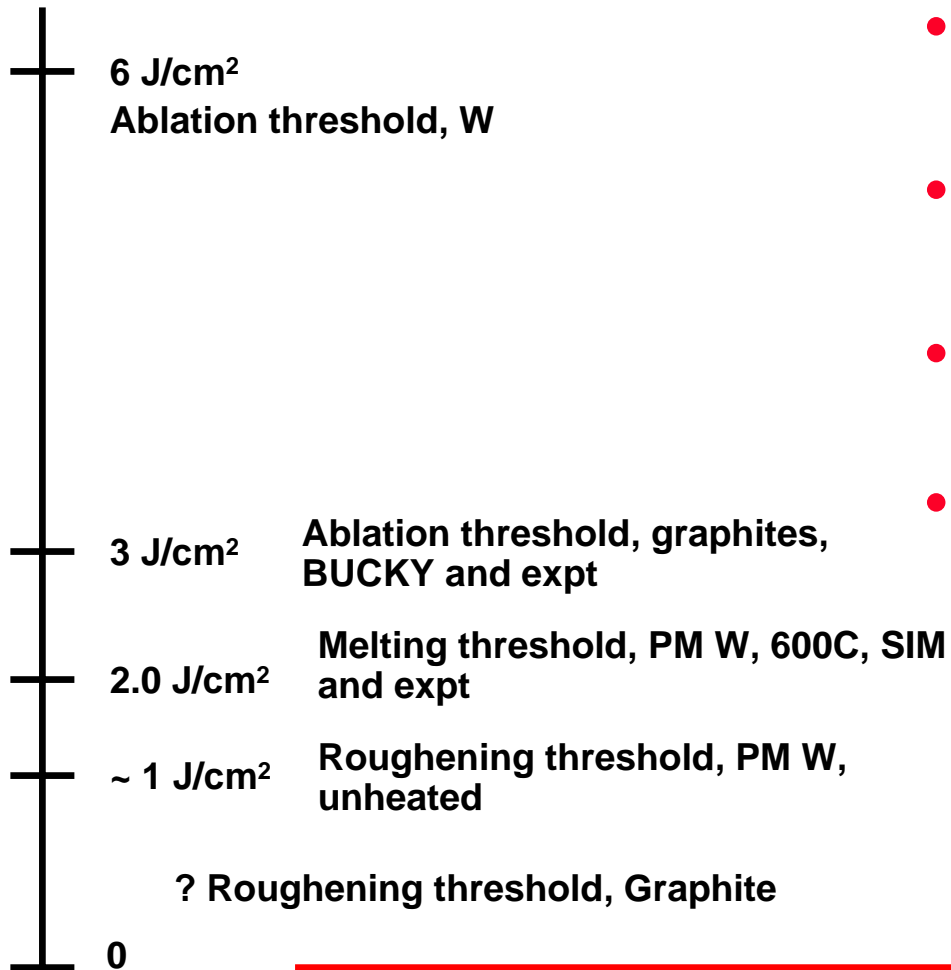 6 J/cm²
Ablation threshold, W
3 J/cm²
Ablation threshold, graphites,
BUCKY and expt
2.0 J/cm²
Melting threshold, PM W, 600C, SIM
and expt
~ 1 J/cm²
Roughening threshold, PM W,
unheated
? Roughening threshold, Graphite
0